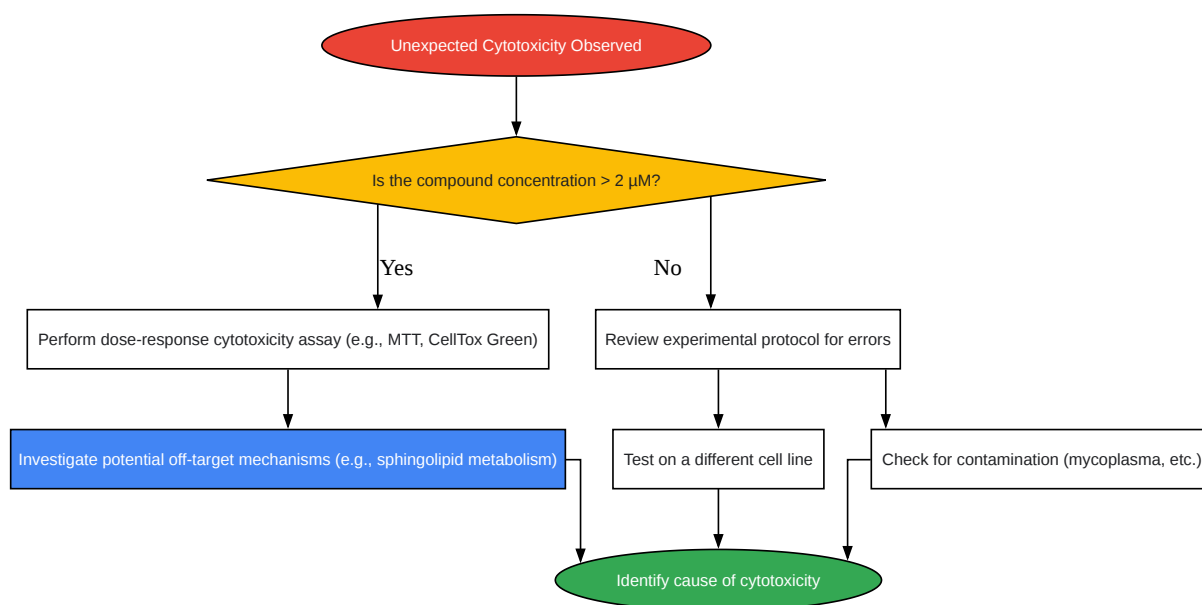 Unexpected Cytotoxicity Observed
Is the compound concentration > 2 µM?
Yes
No
Perform dose-response cytotoxicity assay (e.g., MTT, CellTox Green)
Review experimental protocol for errors
Investigate potential off-target mechanisms (e.g., sphingolipid metabolism)
Test on a different cell line
Check for contamination (mycoplasma, etc.)
Identify cause of cytotoxicity